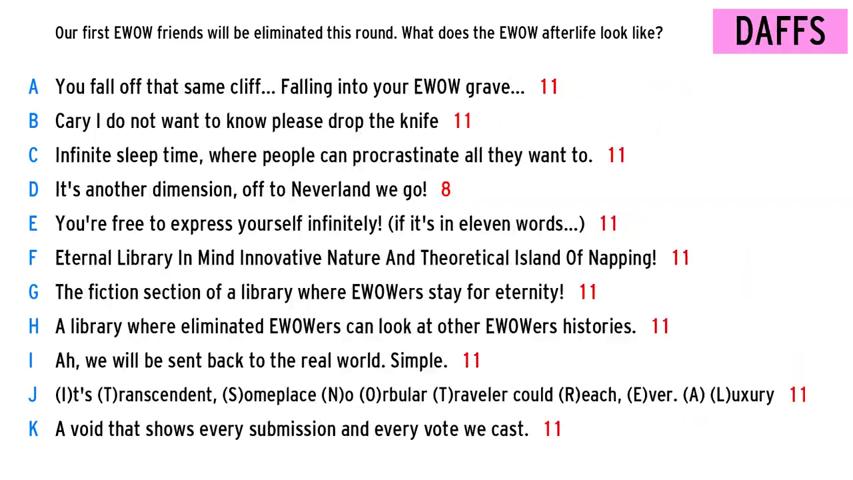 Our first EWOW friends will be eliminated this round. What does the EWOW afterlife look like?
DAFFS
A You fall off that same cliff... Falling into your EWOW grave... 11
B Cary I do not want to know please drop the knife 11
C Infinite sleep time, where people can procrastinate all they want to. 11
D It's another dimension, off to Neverland we go! 8
E You're free to express yourself infinitely! (if it's in eleven words...) 11
F Eternal Library In Mind Innovative Nature And Theoretical Island Of Napping! 11
G The fiction section of a library where EWOWers stay for eternity! 11
H A library where eliminated EWOWers can look at other EWOWers histories. 11
I Ah, we will be sent back to the real world. Simple. 11
J (I)t's (T)ranscendent, (S)omeplace (N)o (O)rbular (T)raveler could (R)each, (E)ver. (A) (L)uxury 11
K A void that shows every submission and every vote we cast. 11